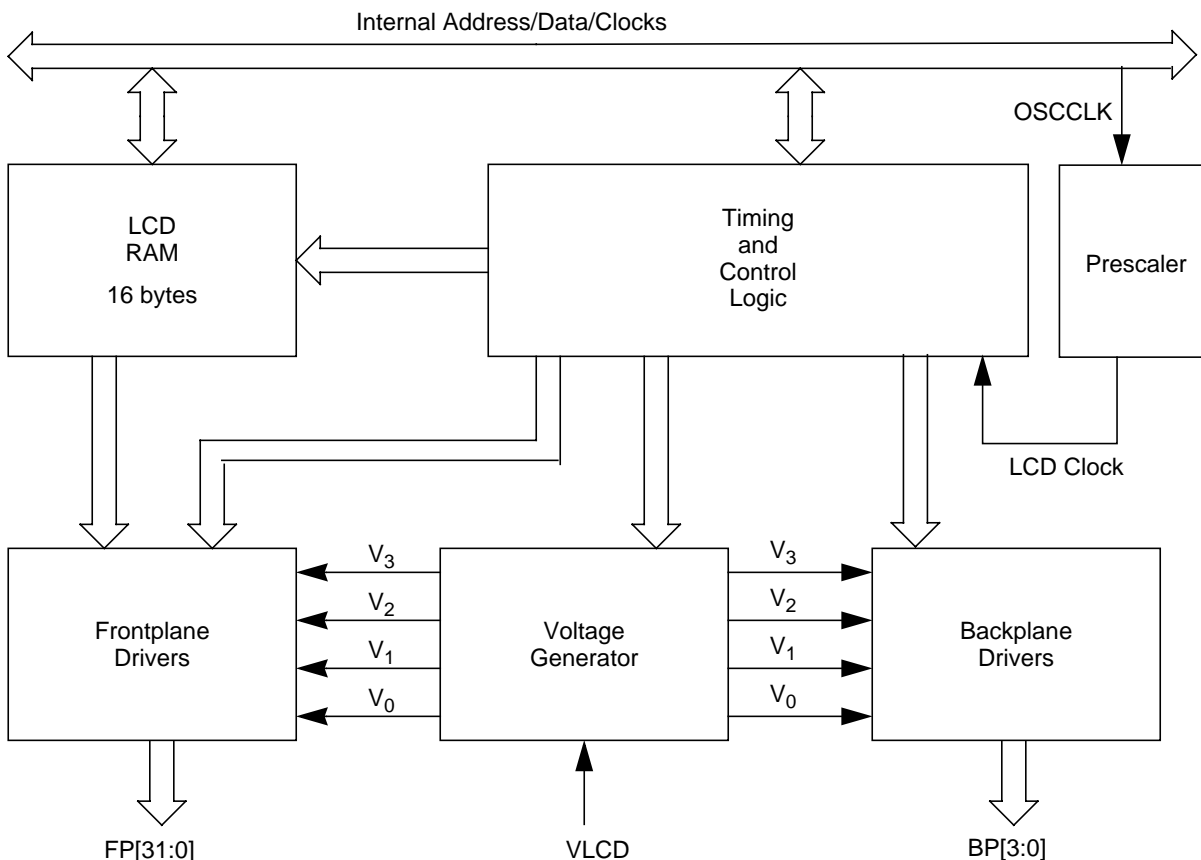 Internal Address/Data/Clocks
OSCCLK
LCD
RAM
16 bytes
Timing
and
Control
Logic
Prescaler
LCD Clock
Frontplane
Drivers
V3
V2
V1
V0
Voltage
Generator
V3
V2
V1
V0
Backplane
Drivers
FP[31:0]
VLCD
BP[3:0]